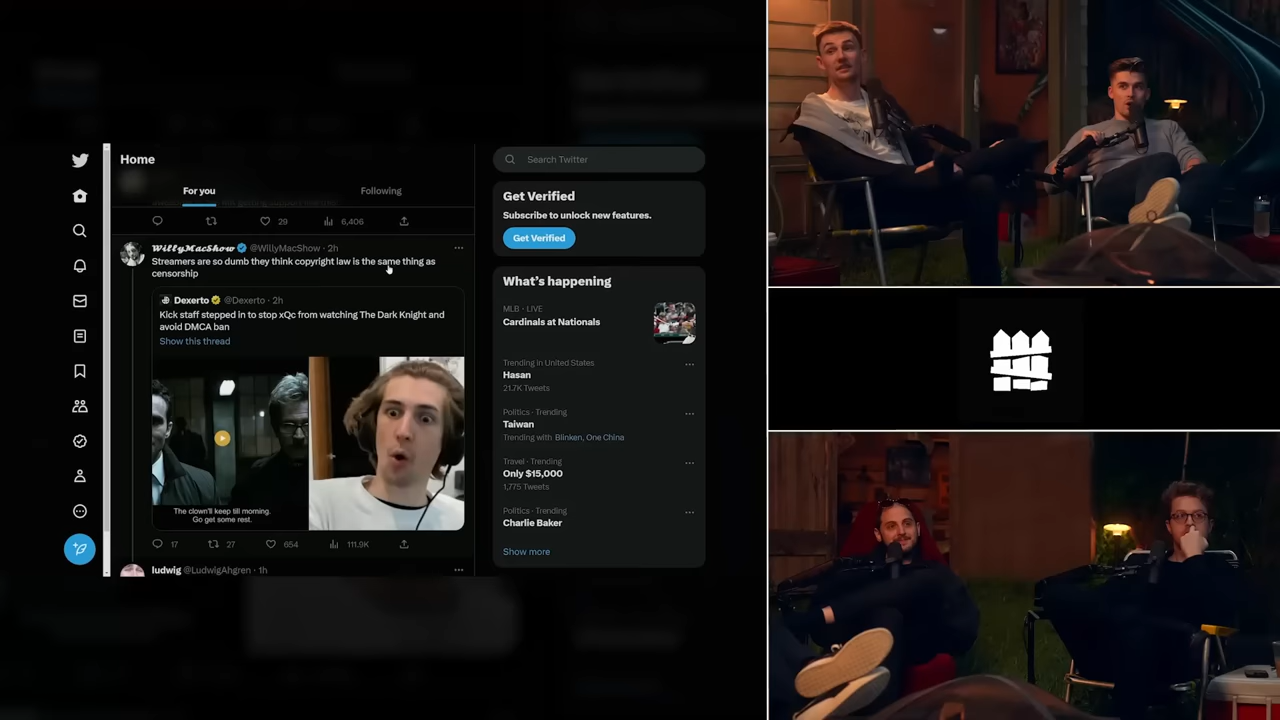 Home
For you
Following
29
6,406
WillyMacShow @WillyMacShow · 2h
Streamers are so dumb they think copyright law is the same thing as
censorship
Dexerto @Dexerto · 2h
Kick staff stepped in to stop xQc from watching The Dark Knight and
avoid DMCA ban
Show this thread
The clown'll keep till morning.
Go get some rest.
17
27
654
111.9K
ludwig @LudwigAhgren · 1h
Search Twitter
Get Verified
Subscribe to unlock new features.
Get Verified
What's happening
MLB · LIVE
Cardinals at Nationals
Trending in United States
Hasan
21.7K Tweets
Politics · Trending
Taiwan
Trending with Blinken, One China
Travel · Trending
Only $15,000
1,775 Tweets
Politics · Trending
Charlie Baker
Show more